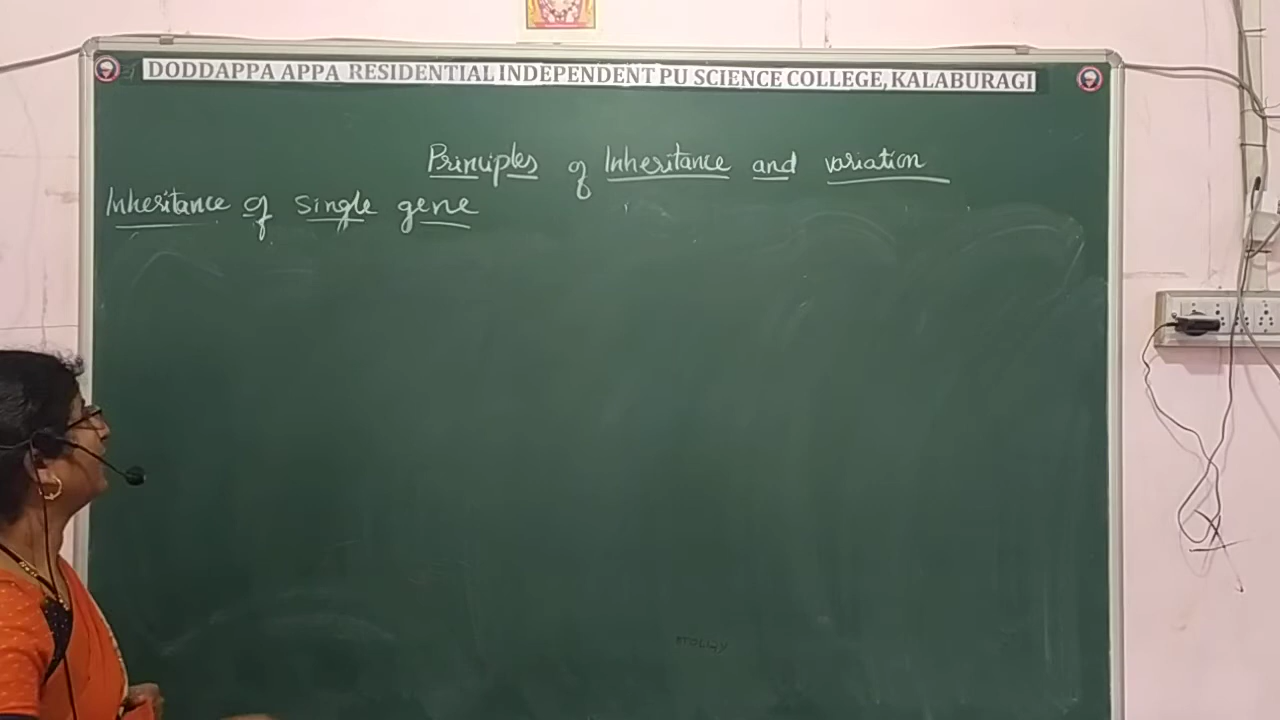 DODDAPPA APPA RESIDENTIAL INDEPENDENT PU SCIENCE COLLEGE, KALABURAGI
Principles of Inheritance and variation
Inheritance of single gene